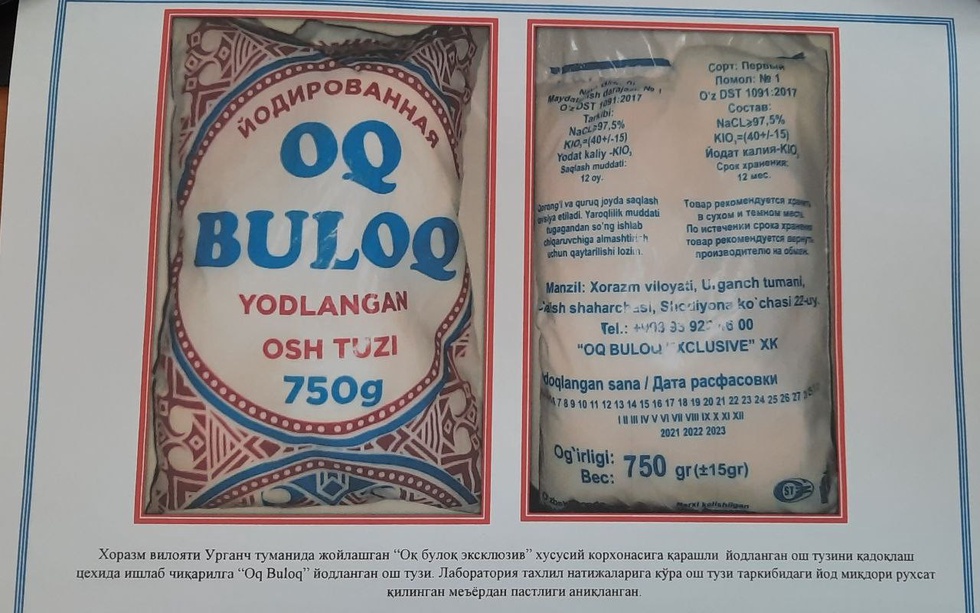 ЙОДИРОВАННАЯ
OQ
BULOQ
YODLANGAN
OSH TUZI
750g
O'z DST 1091:2017
Tarkibi:
NaCL≥97,5%
KIO₃=(40+/-15)
Yodat kaliy -KIO₃
Saqlash muddati:
12 oy.
Сорт: Первый
Помол: № 1
O'z DST 1091:2017
Состав:
NaCL≥97,5%
KIO₃=(40+/-15)
Йодат калия-KIO₃
Срок хранения:
12 мес.
va quruq joyda saqlash
etiladi. Yaroqlilik muddati
tugagandan so'ng ishlab
chiqaruvchiga
uchun qaytarilishi lozim.
Товар рекомендуется хранить
в сухом и темном месте.
По истечении срока хранения
товар рекомендуется вернуть
производителю на обмен.
Manzil: Xorazm viloyati, Urganch tumani,
Shodiyona ko`chasi 22-uy.
Tel.:
"OQ BULOQ EXCLUSIVE" XK
sana / Дата расфасовки
7 8 9 10 11 12 13 14 15 16 17 18 19 20 21 22 23 24 25 26 27
I II III IV V VI VII VIII IX X XI XII
2021 2022 2023
Og`irligi:
Вес:
750 gr(±15gr)
ST
Narxi kelishilgan
Хоразм вилояти Урганч туманида жойлашган “Оқ булоқ эксклюзив” хусусий корхонасига қарашли йодланган ош тузини қадоқлаш
цехида ишлаб чиқарилга “Oq Buloq” йодланган ош тузи. Лаборатория тахлил натижаларига кўра ош тузи таркибидаги йод миқдори рухсат
қилинган меъёрдан пастлиги аниқланган.